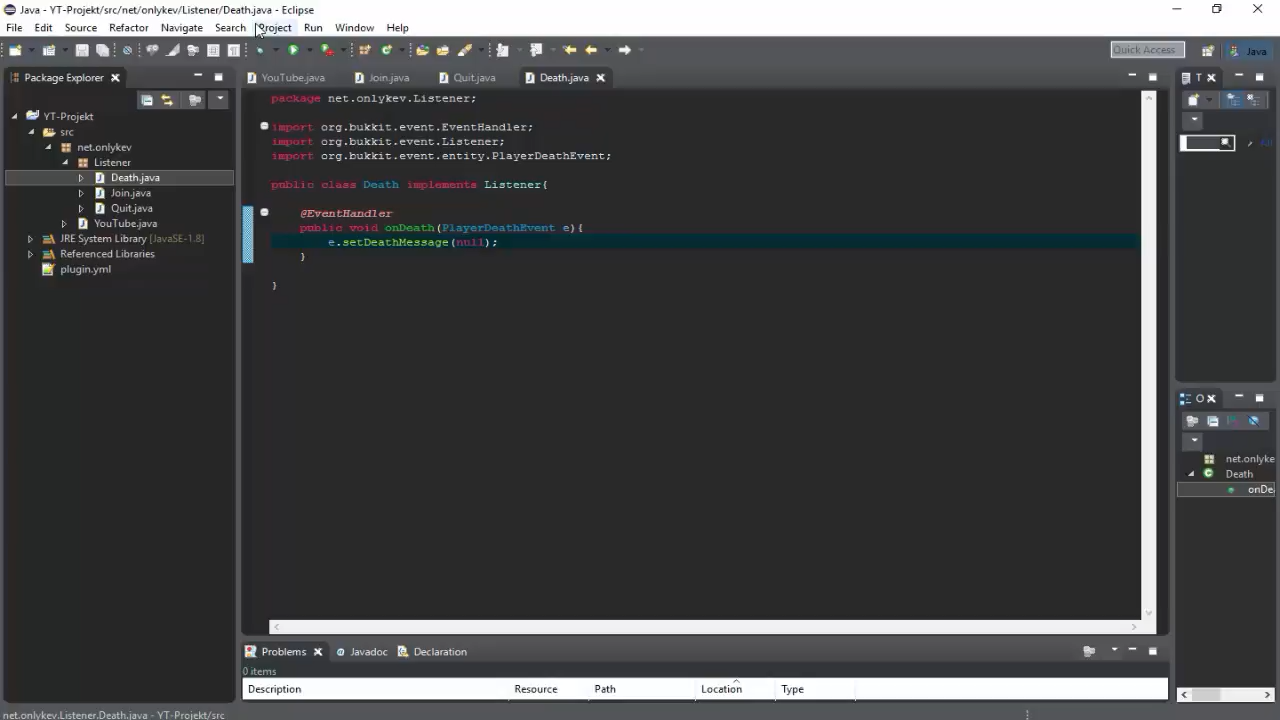 Java - YT-Projekt/src/net/onlykev/Listener/Death.java - Eclipse
File Edit Source Refactor Navigate Search Project Run Window Help
Quick Access
Java
Package Explorer
YouTube.java
Join.java
Quit.java
Death.java
T
YT-Projekt
src
net.onlykev
Listener
Death.java
Join.java
Quit.java
YouTube.java
JRE System Library [JavaSE-1.8]
Referenced Libraries
plugin.yml
package net.onlykev.Listener;
import org.bukkit.event.EventHandler;
import org.bukkit.event.Listener;
import org.bukkit.event.entity.PlayerDeathEvent;
public class Death implements Listener{
@EventHandler
public void onDeath(PlayerDeathEvent e){
e.setDeathMessage(null);
}
}
O
net.onlyke
Death
onDea
Problems
Javadoc
Declaration
0 items
Description Resource Path Location Type
net.onlykev.Listener.Death.java - YT-Projekt/src